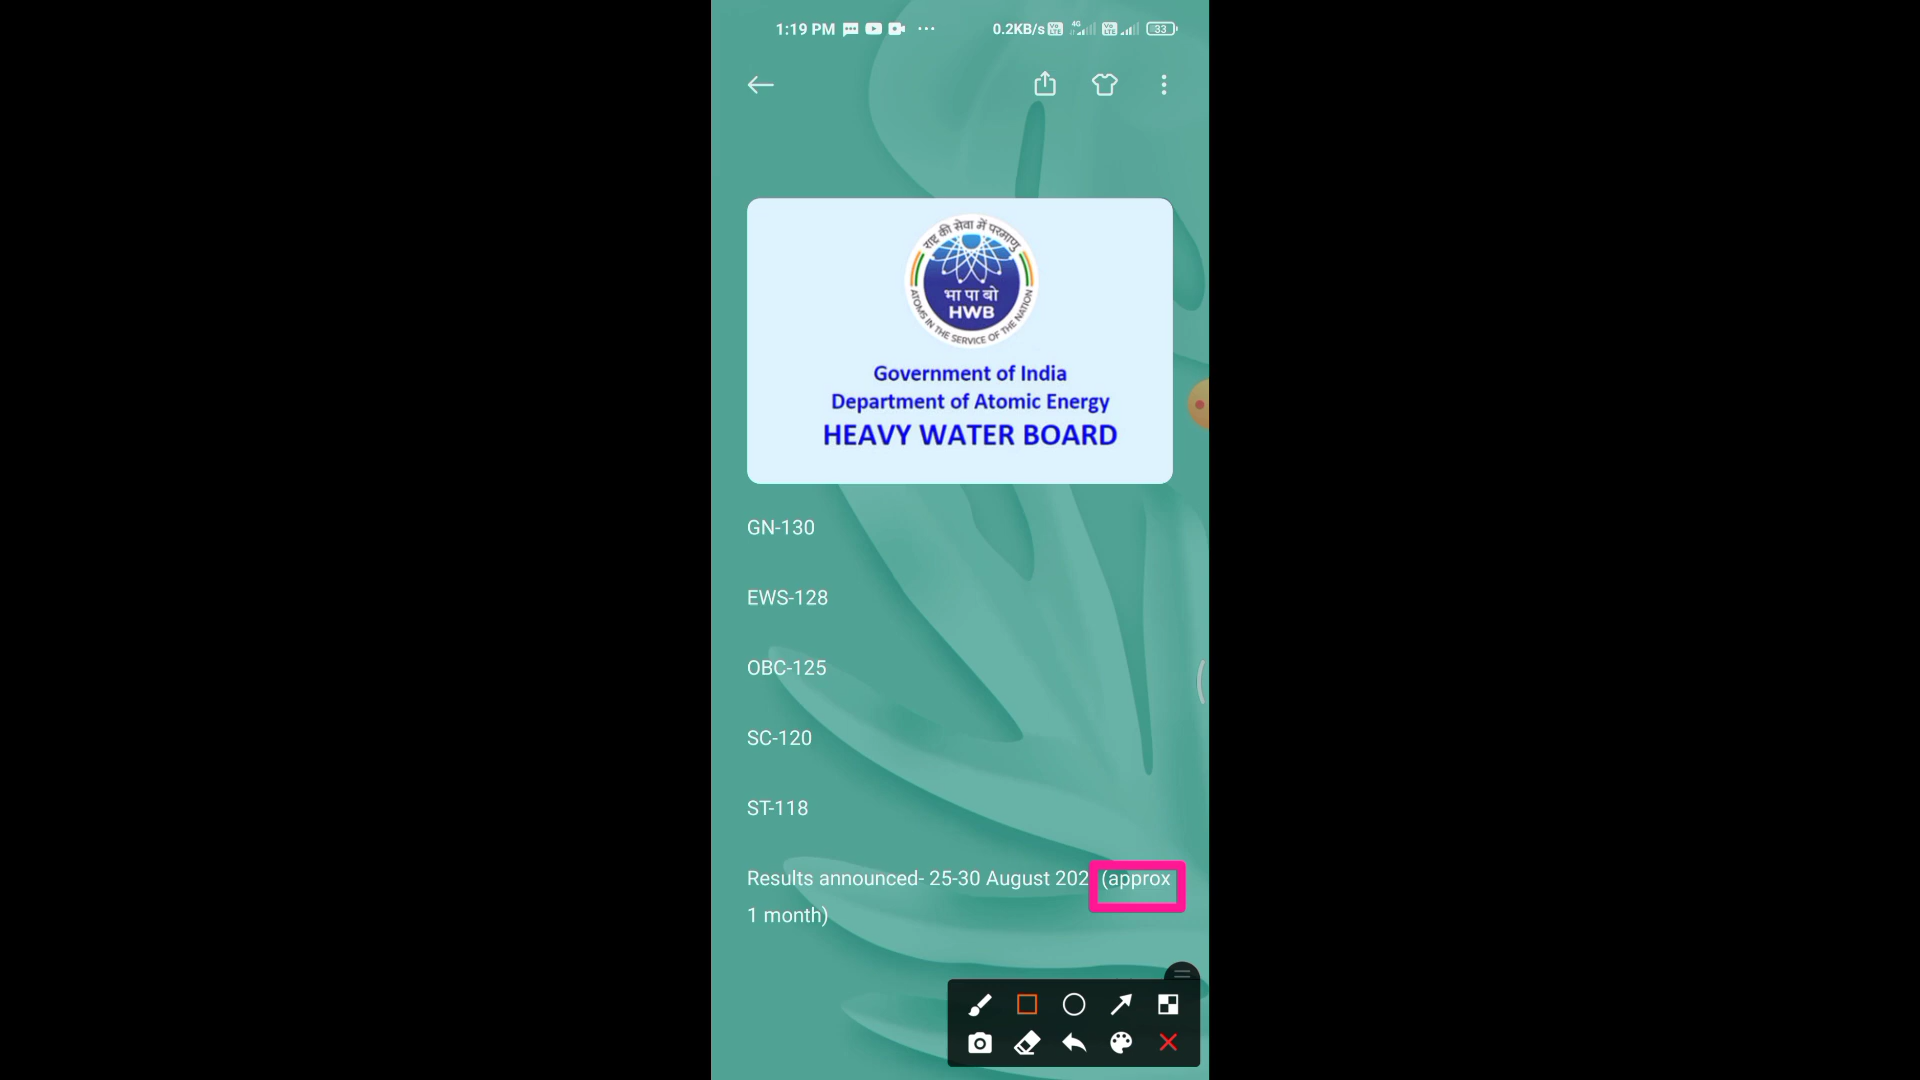 1:19 PM
0.2KB/s
4G
33
राष्ट्र की सेवा में परमाणु
भा पा बो
HWB
ATOMS IN THE SERVICE OF THE NATION
Government of India
Department of Atomic Energy
HEAVY WATER BOARD
GN-130
EWS-128
OBC-125
SC-120
ST-118
Results announced- 25-30 August 202 (approx
1 month)